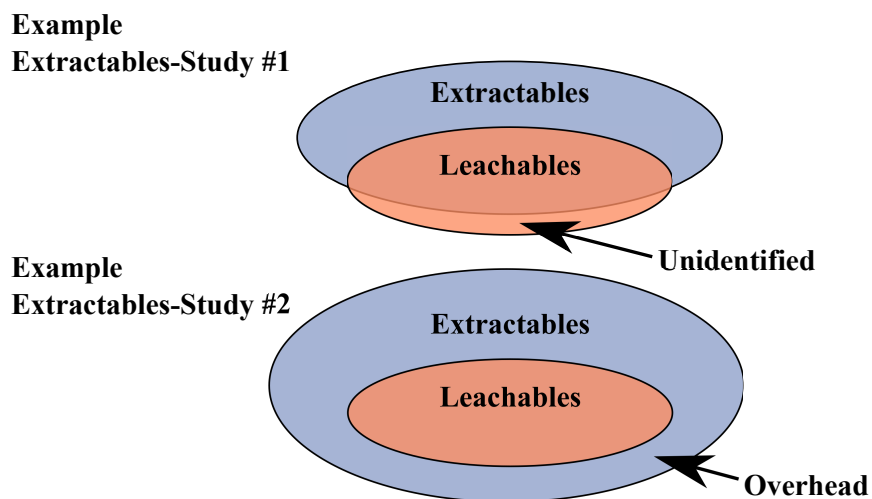 Example
Extractables-Study #1
Extractables
Leachables
Unidentified
Example
Extractables-Study #2
Extractables
Leachables
Overhead